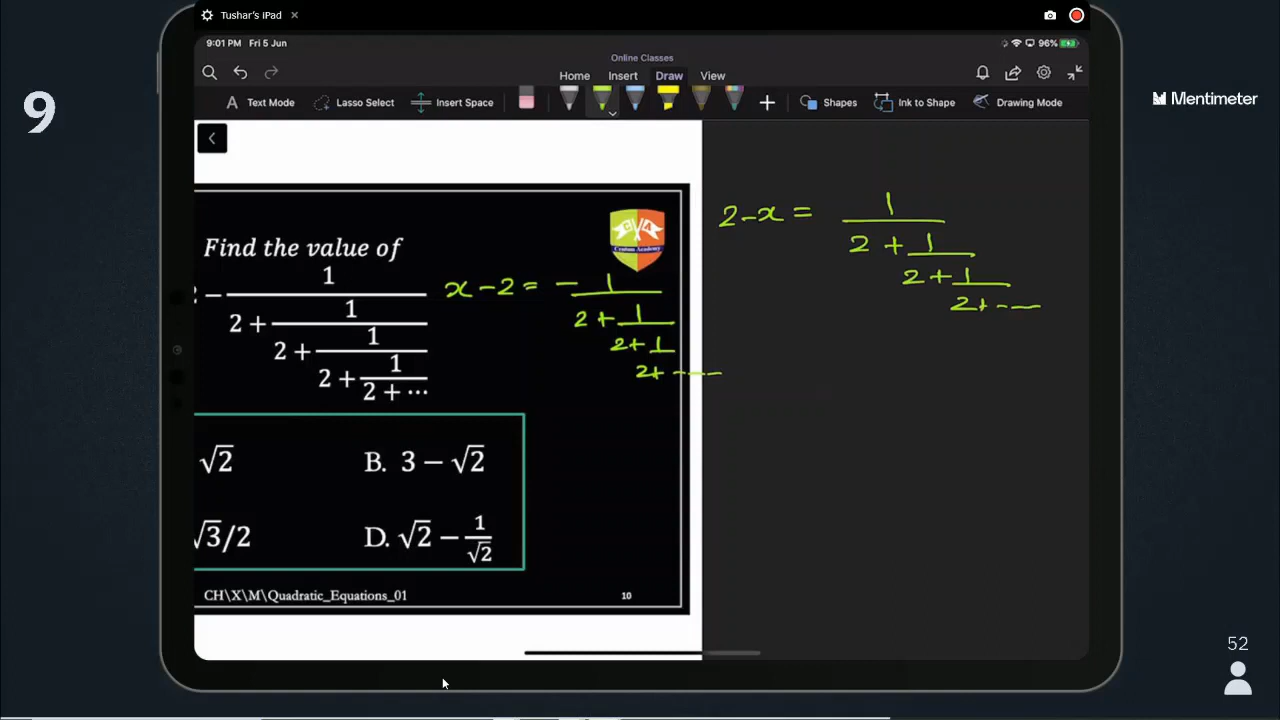 Tushar's iPad ×
9:01 PM Fri 5 Jun
96%
9
Mentimeter
Online Classes
Home Insert Draw View
Text Mode Lasso Select Insert Space Shapes Ink to Shape Drawing Mode
Find the value of
2 − 1
2 + 1
2 + 1
2 + 1
2 + ⋯
Centum Academy
x − 2 = − 1
2 + 1
2 + 1
2 + ----
2 − x = 1
2 + 1
2 + 1
2 + ---
√2
B. 3 − √2
√3/2
D. √2 − 1/√2
CH\X\M\Quadratic_Equations_01
10
52